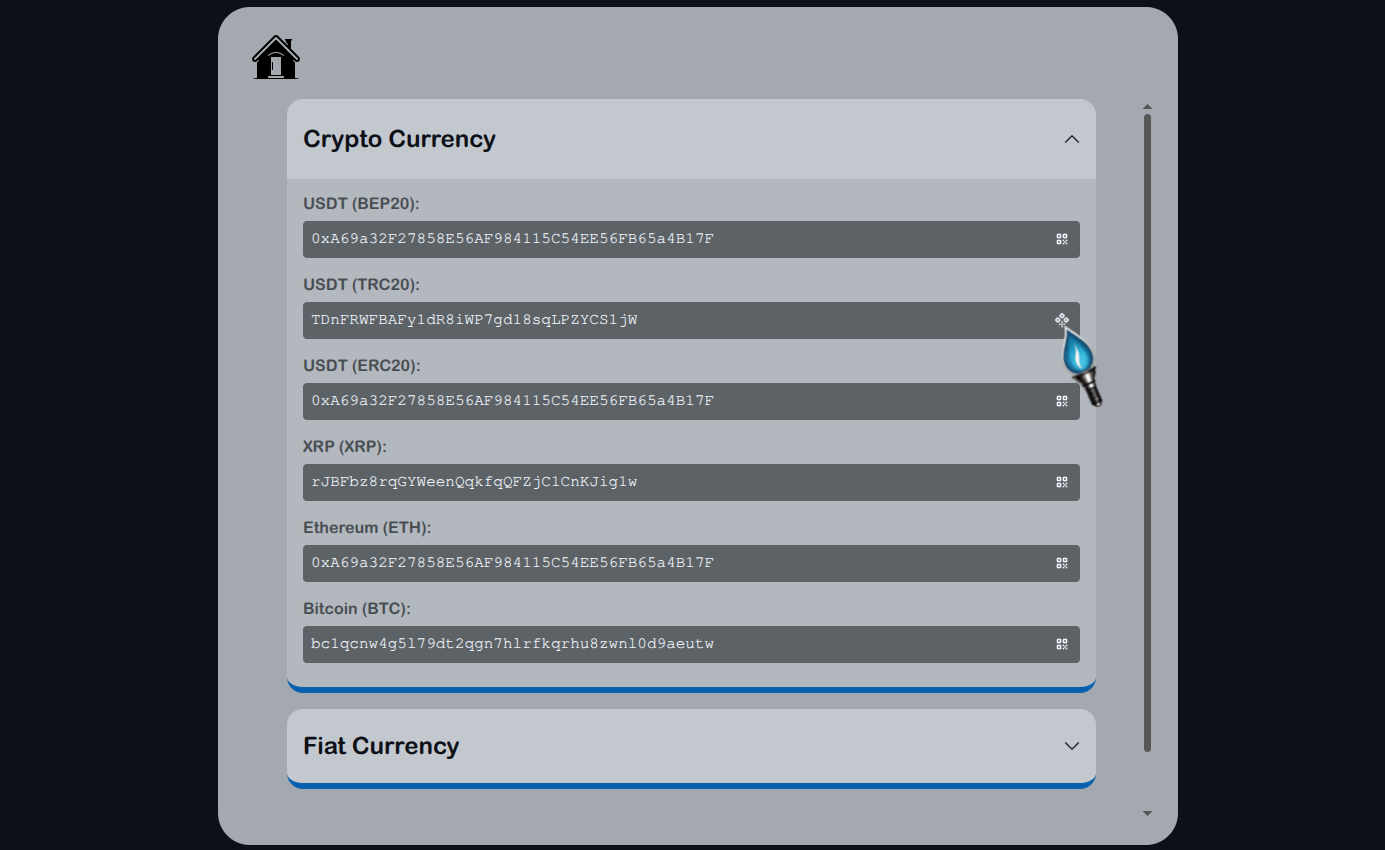 Crypto Currency
USDT (BEP20):
0xA69a32F27858E56AF984115C54EE56FB65a4B17F
USDT (TRC20):
TDnFRWFBAFy1dR8iWP7gd18sqLPZYCS1jW
USDT (ERC20):
0xA69a32F27858E56AF984115C54EE56FB65a4B17F
XRP (XRP):
rJBFbz8rqGYWeenQqkfqQFZjC1CnKJig1w
Ethereum (ETH):
0xA69a32F27858E56AF984115C54EE56FB65a4B17F
Bitcoin (BTC):
bc1qcnw4g5l79dt2qgn7hlrfkqrhu8zwnl0d9aeutw
Fiat Currency